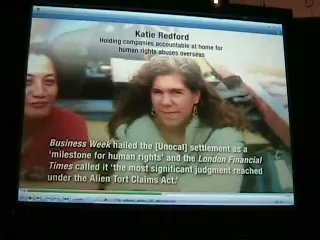 Katie Redford
Holding companies accountable at home for
human rights abuses overseas
Business Week hailed the [Unocal] settlement as a
'milestone for human rights' and the London Financial
Times called it 'the most significant judgment reached
under the Alien Tort Claims Act.'